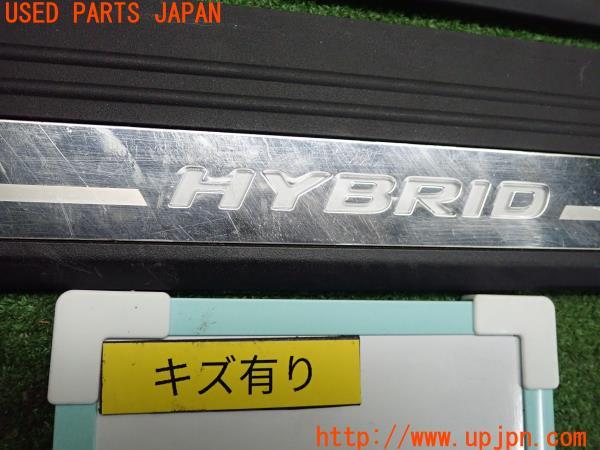 USED PARTS JAPAN
HYBRID
キズ有り
http://www.upjpn.com/